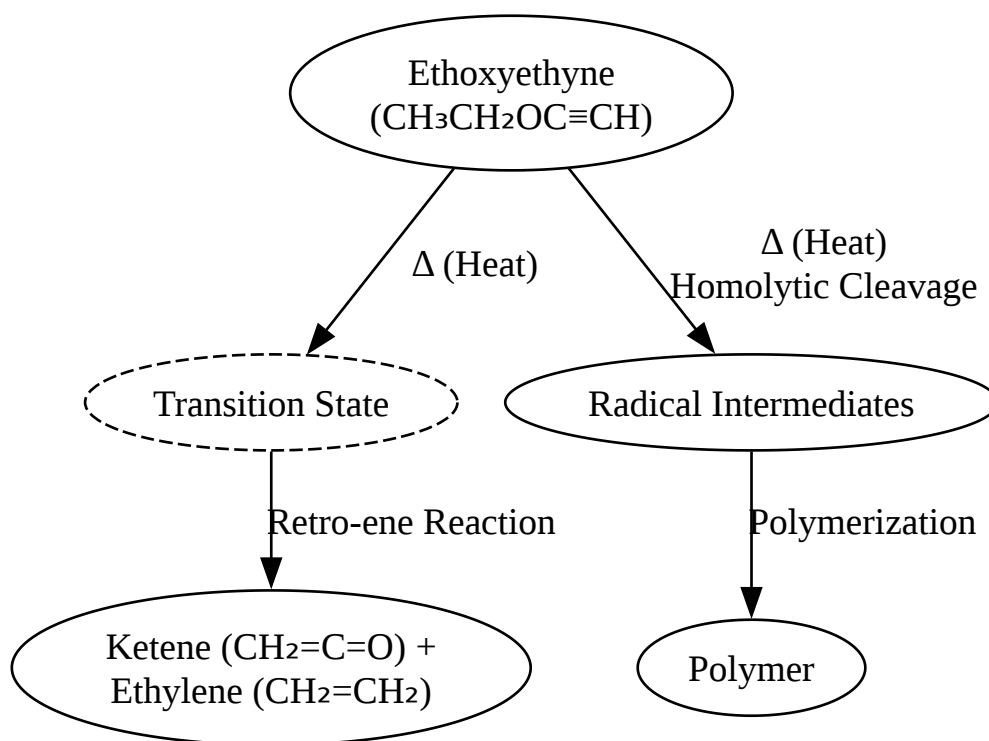 Ethoxyethyne
(CH₃CH₂OC≡CH)
Δ (Heat)
Δ (Heat)
Homolytic Cleavage
Transition State
Radical Intermediates
Retro-ene Reaction
Polymerization
Ketene (CH₂=C=O) +
Ethylene (CH₂=CH₂)
Polymer